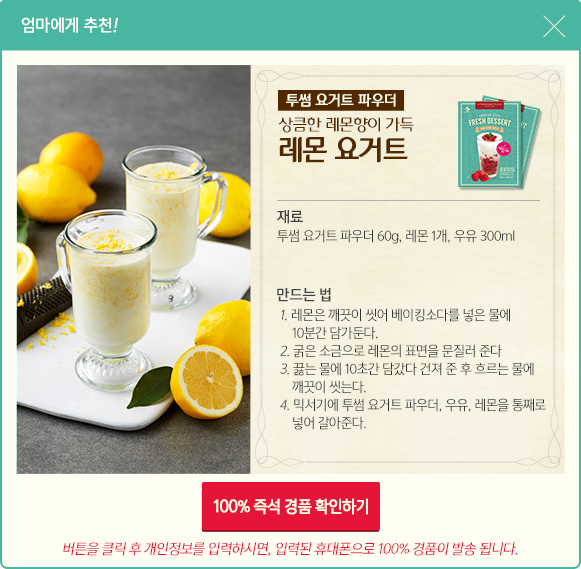 엄마에게 추천!
투썸 요거트 파우더
상큼한 레몬향이 가득
레몬 요거트
FRESH DESSERT
재료
투썸 요거트 파우더 60g, 레몬 1개, 우유 300ml
만드는 법
1. 레몬은 깨끗이 씻어 베이킹소다를 넣은 물에
10분간 담가둔다.
2. 굵은 소금으로 레몬의 표면을 문질러 준다
3. 끓는 물에 10초간 담갔다 건져 준 후 흐르는 물에
깨끗이 씻는다.
4. 믹서기에 투썸 요거트 파우더, 우유, 레몬을 통째로
넣어 갈아준다.
100% 즉석 경품 확인하기
버튼을 클릭 후 개인정보를 입력하시면, 입력된 휴대폰으로 100% 경품이 발송 됩니다.